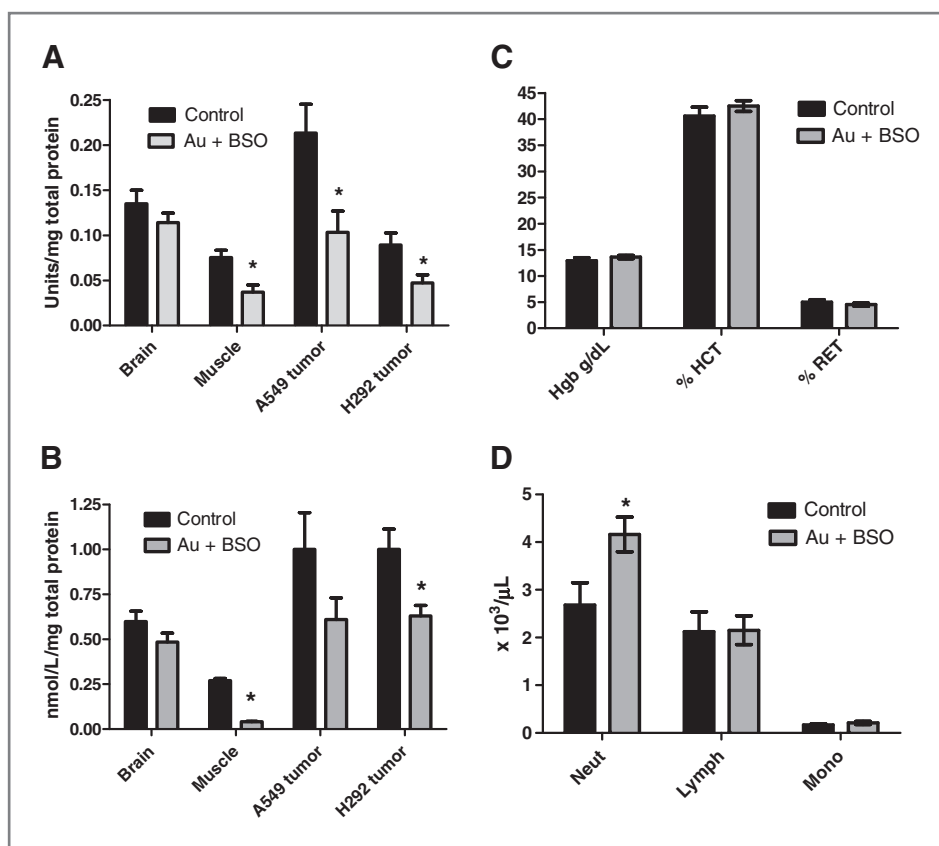 A
Units/mg total protein
0.25
0.20
0.15
0.10
0.05
0.00
Control
Au + BSO
*
*
*
Brain
Muscle
A549 tumor
H292 tumor
B
nmol/L/mg total protein
1.25
1.00
0.75
0.50
0.25
0.00
Control
Au + BSO
*
*
Brain
Muscle
A549 tumor
H292 tumor
C
45
40
35
30
25
20
15
10
5
0
Control
Au + BSO
Hgb g/dL
% HCT
% RET
D
x 10³/µL
5
4
3
2
1
0
Control
Au + BSO
*
Neut
Lymph
Mono